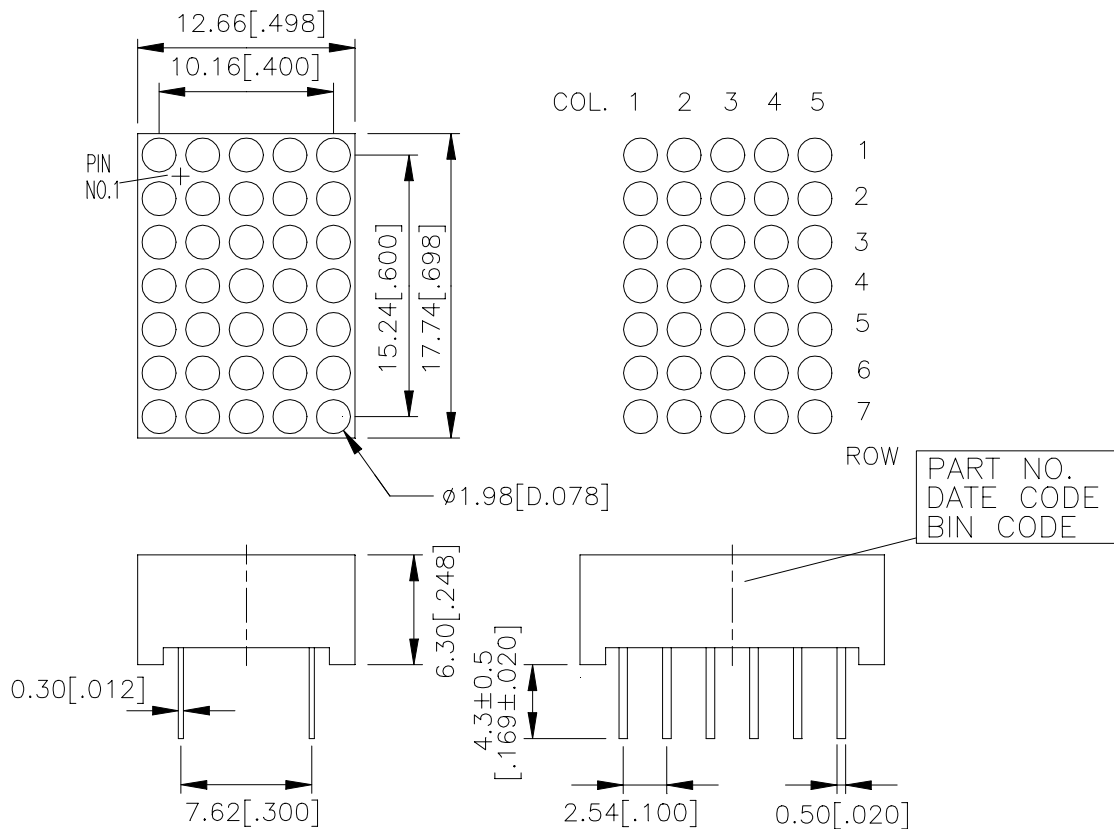 12.66[.498]
10.16[.400]
PIN
NO.1
15.24[.600]
17.74[.698]
ø1.98[D.078]
COL. 1 2 3 4 5
1
2
3
4
5
6
7
ROW
PART NO.
DATE CODE
BIN CODE
6.30[.248]
0.30[.012]
7.62[.300]
4.3±0.5
[.169±.020]
2.54[.100]
0.50[.020]